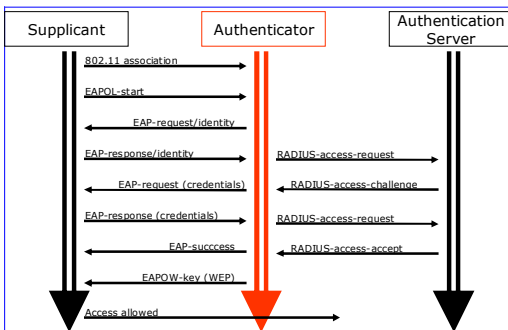 Supplicant
Authenticator
Authentication
Server
802.11 association
EAPOL-start
EAP-request/identity
EAP-response/identity
RADIUS-access-request
EAP-request (credentials)
RADIUS-access-challenge
EAP-response (credentials)
RADIUS-access-request
EAP-succcess
RADIUS-access-accept
EAPOW-key (WEP)
Access allowed